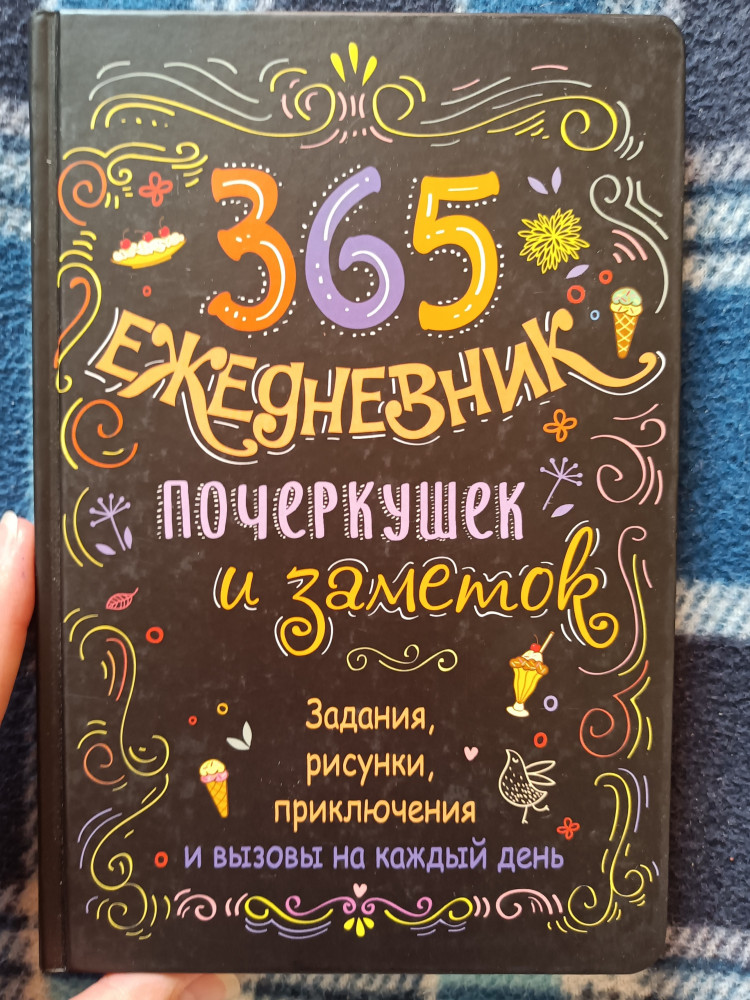 365
ЕЖЕДНЕВНИК
ПОЧЕРКУШЕК
и заметок
Задания,
рисунки,
приключения
и вызовы на каждый день